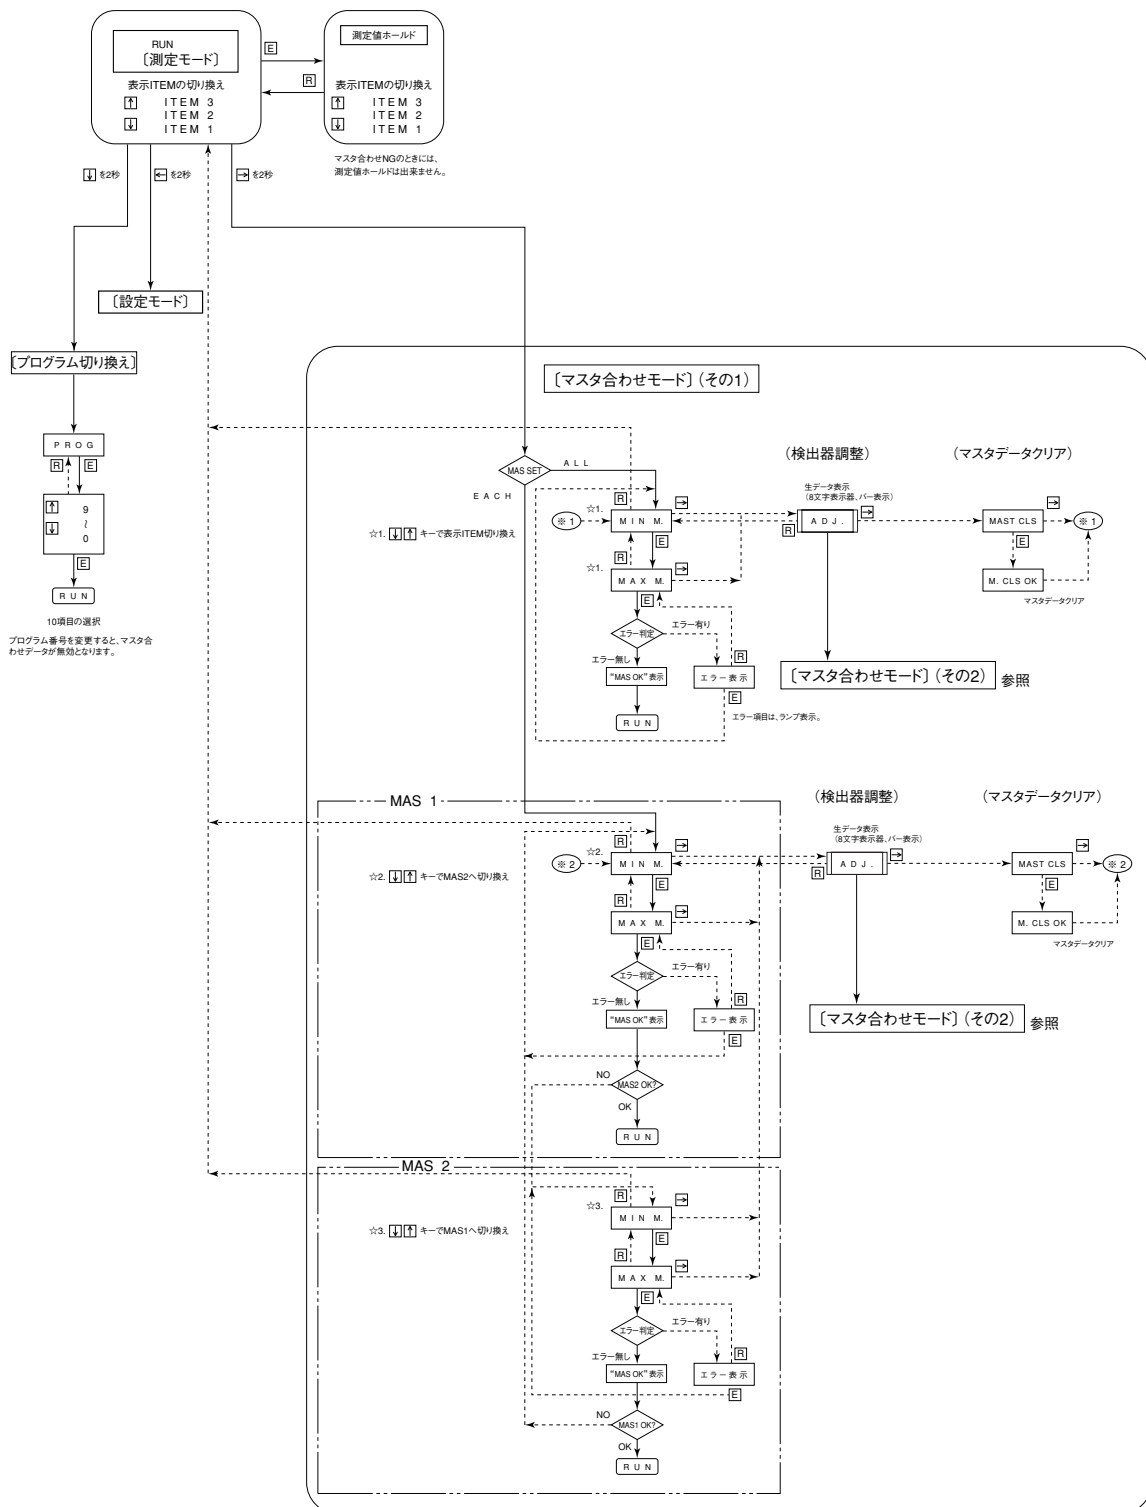 RUN
〔測定モード〕
表示ITEMの切り換え
↑ ITEM 3
ITEM 2
↓ ITEM 1
E
R
測定値ホールド
表示ITEMの切り換え
↑ ITEM 3
ITEM 2
↓ ITEM 1
マスタ合わせNGのときには、
測定値ホールドは出来ません。
↓ を2秒
← を2秒
→ を2秒
〔設定モード〕
〔プログラム切り換え〕
PROG
R E
↑ 9
〜
↓ 0
E
RUN
10項目の選択
プログラム番号を変更すると、マスタ合
わせデータが無効となります。
〔マスタ合わせモード〕(その1)
MAS SET
ALL
EACH
☆1. ↓↑ キーで表示ITEM切り換え
※1
☆1.
R
→
MIN M.
E
R
☆1.
→
MAX M.
E
エラー判定
エラー有り
エラー無し
"MAS OK" 表示
RUN
R
エラー表示
E
エラー項目は、ランプ表示。
(検出器調整)
生データ表示
(8文字表示器、バー表示)
ADJ.
→
R
(マスタデータクリア)
→
MAST CLS
※1
E
M. CLS OK
マスタデータクリア
〔マスタ合わせモード〕(その2) 参照
MAS 1
☆2. ↓↑ キーでMAS2へ切り換え
※2
☆2.
R
→
MIN M.
E
R
→
MAX M.
E
エラー判定
エラー有り
エラー無し
"MAS OK" 表示
R
エラー表示
E
NO
MAS2 OK?
OK
RUN
(検出器調整)
生データ表示
(8文字表示器、バー表示)
ADJ.
→
R
(マスタデータクリア)
→
MAST CLS
※2
E
M. CLS OK
マスタデータクリア
〔マスタ合わせモード〕(その2) 参照
MAS 2
☆3. ↓↑ キーでMAS1へ切り換え
☆3.
R
→
MIN M.
E
R
→
MAX M.
E
エラー判定
エラー有り
エラー無し
"MAS OK" 表示
R
エラー表示
E
NO
MAS1 OK?
OK
RUN